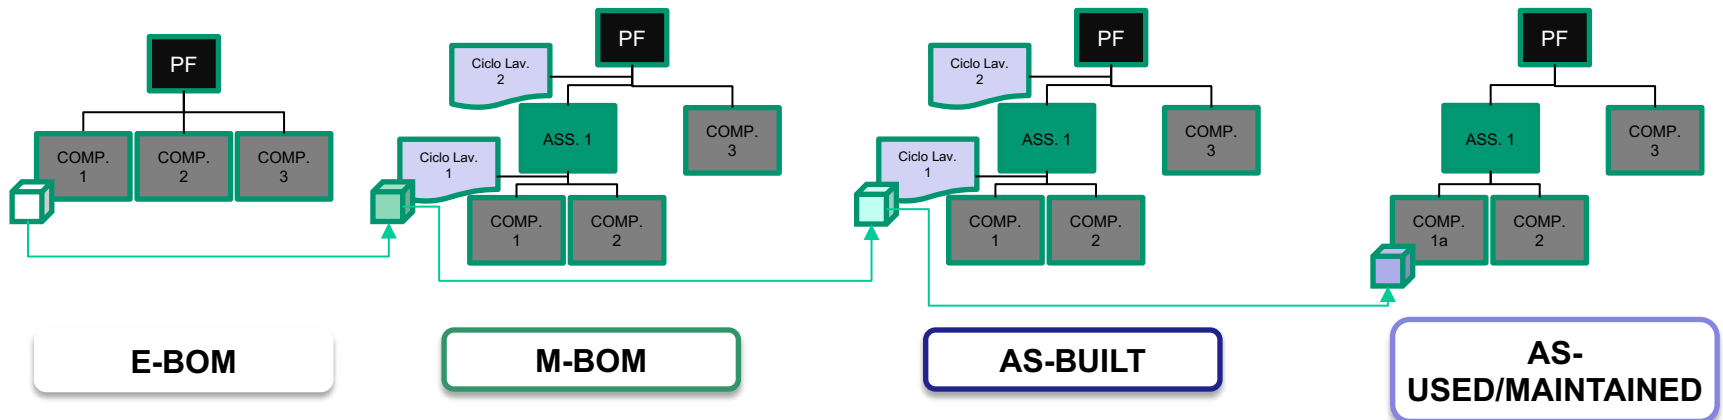 PF
COMP.
1
COMP.
2
COMP.
3
E-BOM
PF
Ciclo Lav.
2
ASS. 1
COMP.
3
Ciclo Lav.
1
COMP.
1
COMP.
2
M-BOM
PF
Ciclo Lav.
2
ASS. 1
COMP.
3
Ciclo Lav.
1
COMP.
1
COMP.
2
AS-BUILT
PF
ASS. 1
COMP.
3
COMP.
1a
COMP.
2
AS-
USED/MAINTAINED